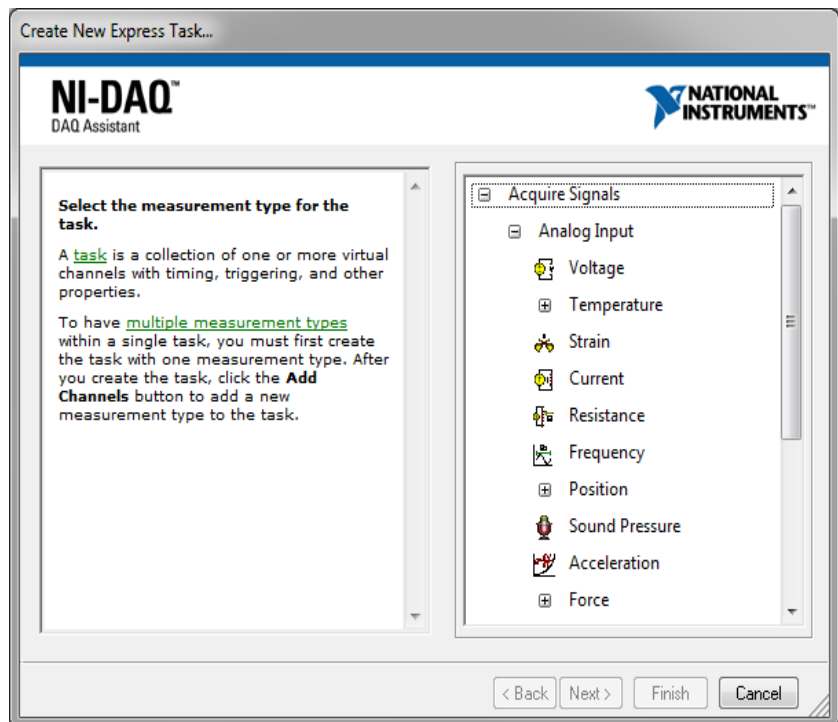 Create New Express Task...
NI-DAQ™
DAQ Assistant
NATIONAL
INSTRUMENTS™
Select the measurement type for the
task.
A task is a collection of one or more virtual
channels with timing, triggering, and other
properties.
To have multiple measurement types
within a single task, you must first create
the task with one measurement type. After
you create the task, click the Add
Channels button to add a new
measurement type to the task.
Acquire Signals
Analog Input
Voltage
Temperature
Strain
Current
Resistance
Frequency
Position
Sound Pressure
Acceleration
Force
< Back
Next >
Finish
Cancel